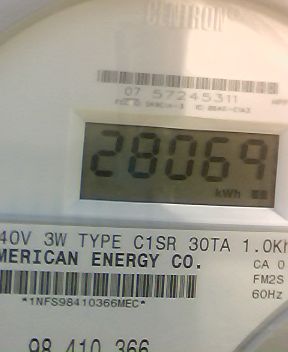 CENTRON
07 57245311
28069
kWh
40V 3W TYPE C1SR 30TA 1.0Kh
MERICAN ENERGY CO.
CA 0
FM2S
60Hz
*1NFS98410366MEC*
98 410 366